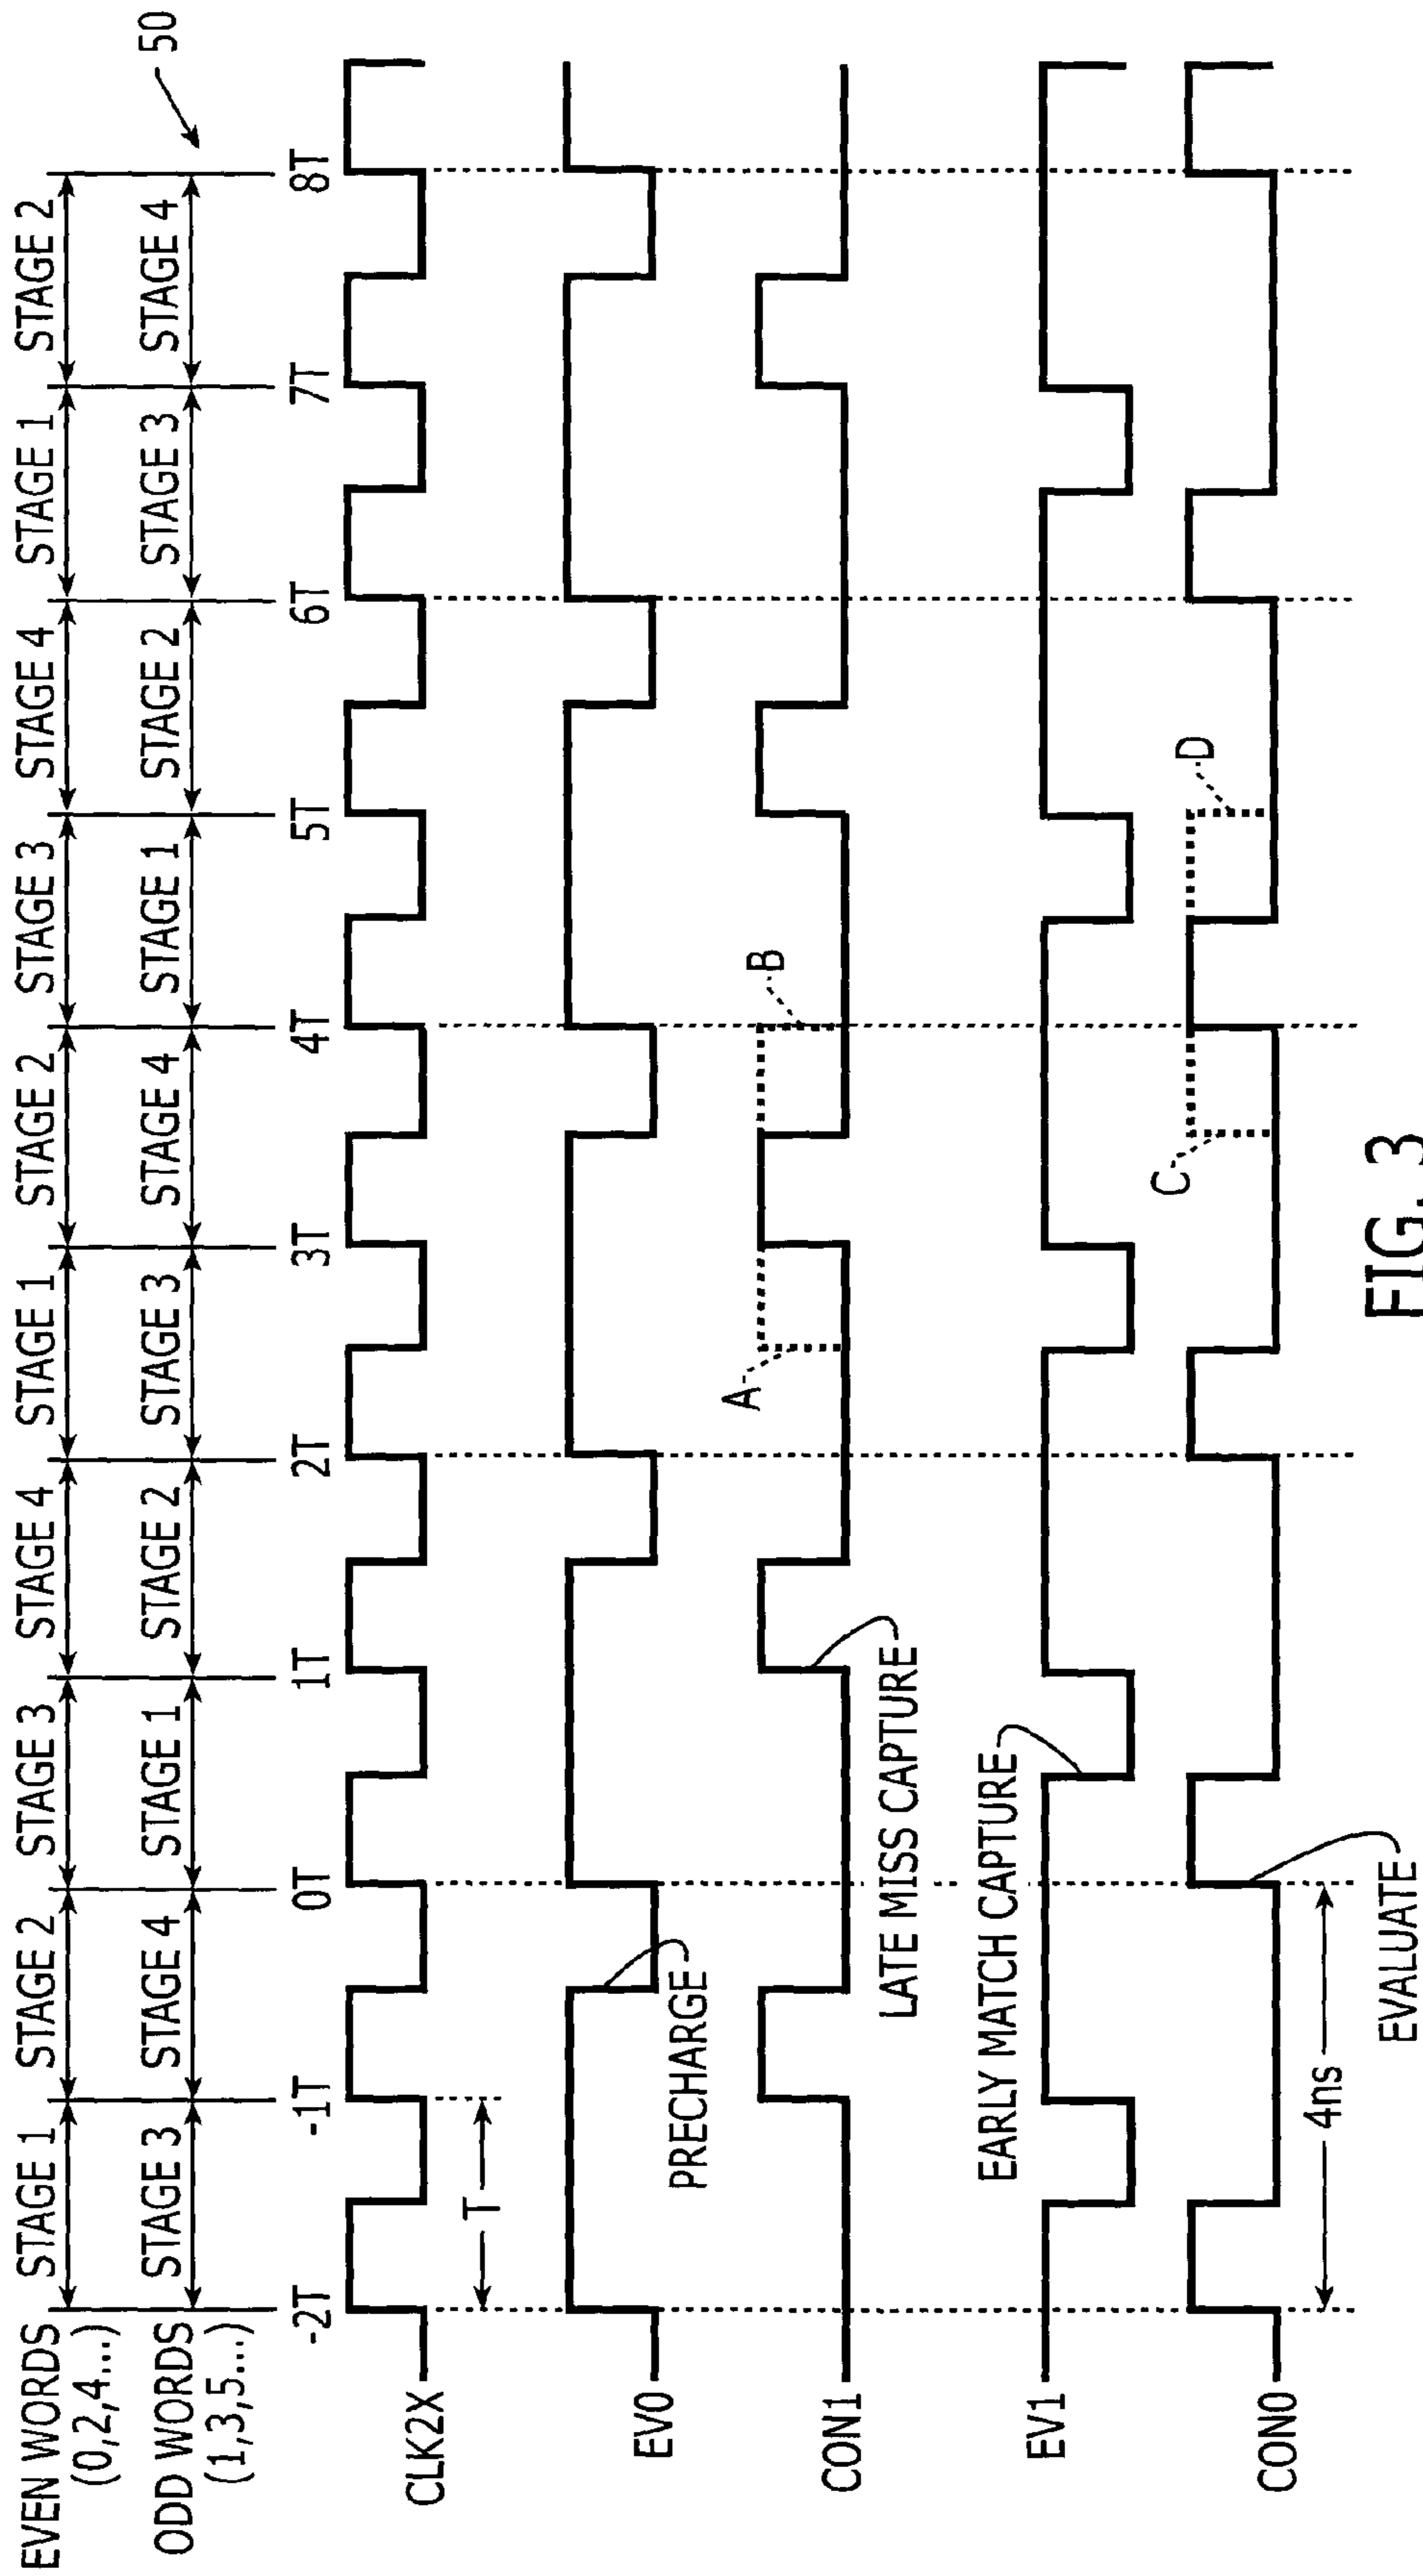 50
EVEN WORDS
(0,2,4...)
STAGE 1 STAGE 2 STAGE 3 STAGE 4 STAGE 1 STAGE 2 STAGE 3 STAGE 4 STAGE 1 STAGE 2
ODD WORDS
(1,3,5...)
STAGE 3 STAGE 4 STAGE 1 STAGE 2 STAGE 3 STAGE 4 STAGE 1 STAGE 2 STAGE 3 STAGE 4
-2T -1T 0T 1T 2T 3T 4T 5T 6T 7T 8T
CLK2X
T
EV0
PRECHARGE
A
B
CON1
LATE MISS CAPTURE
EARLY MATCH CAPTURE
EV1
C
D
CON0
4ns
EVALUATE
FIG. 3